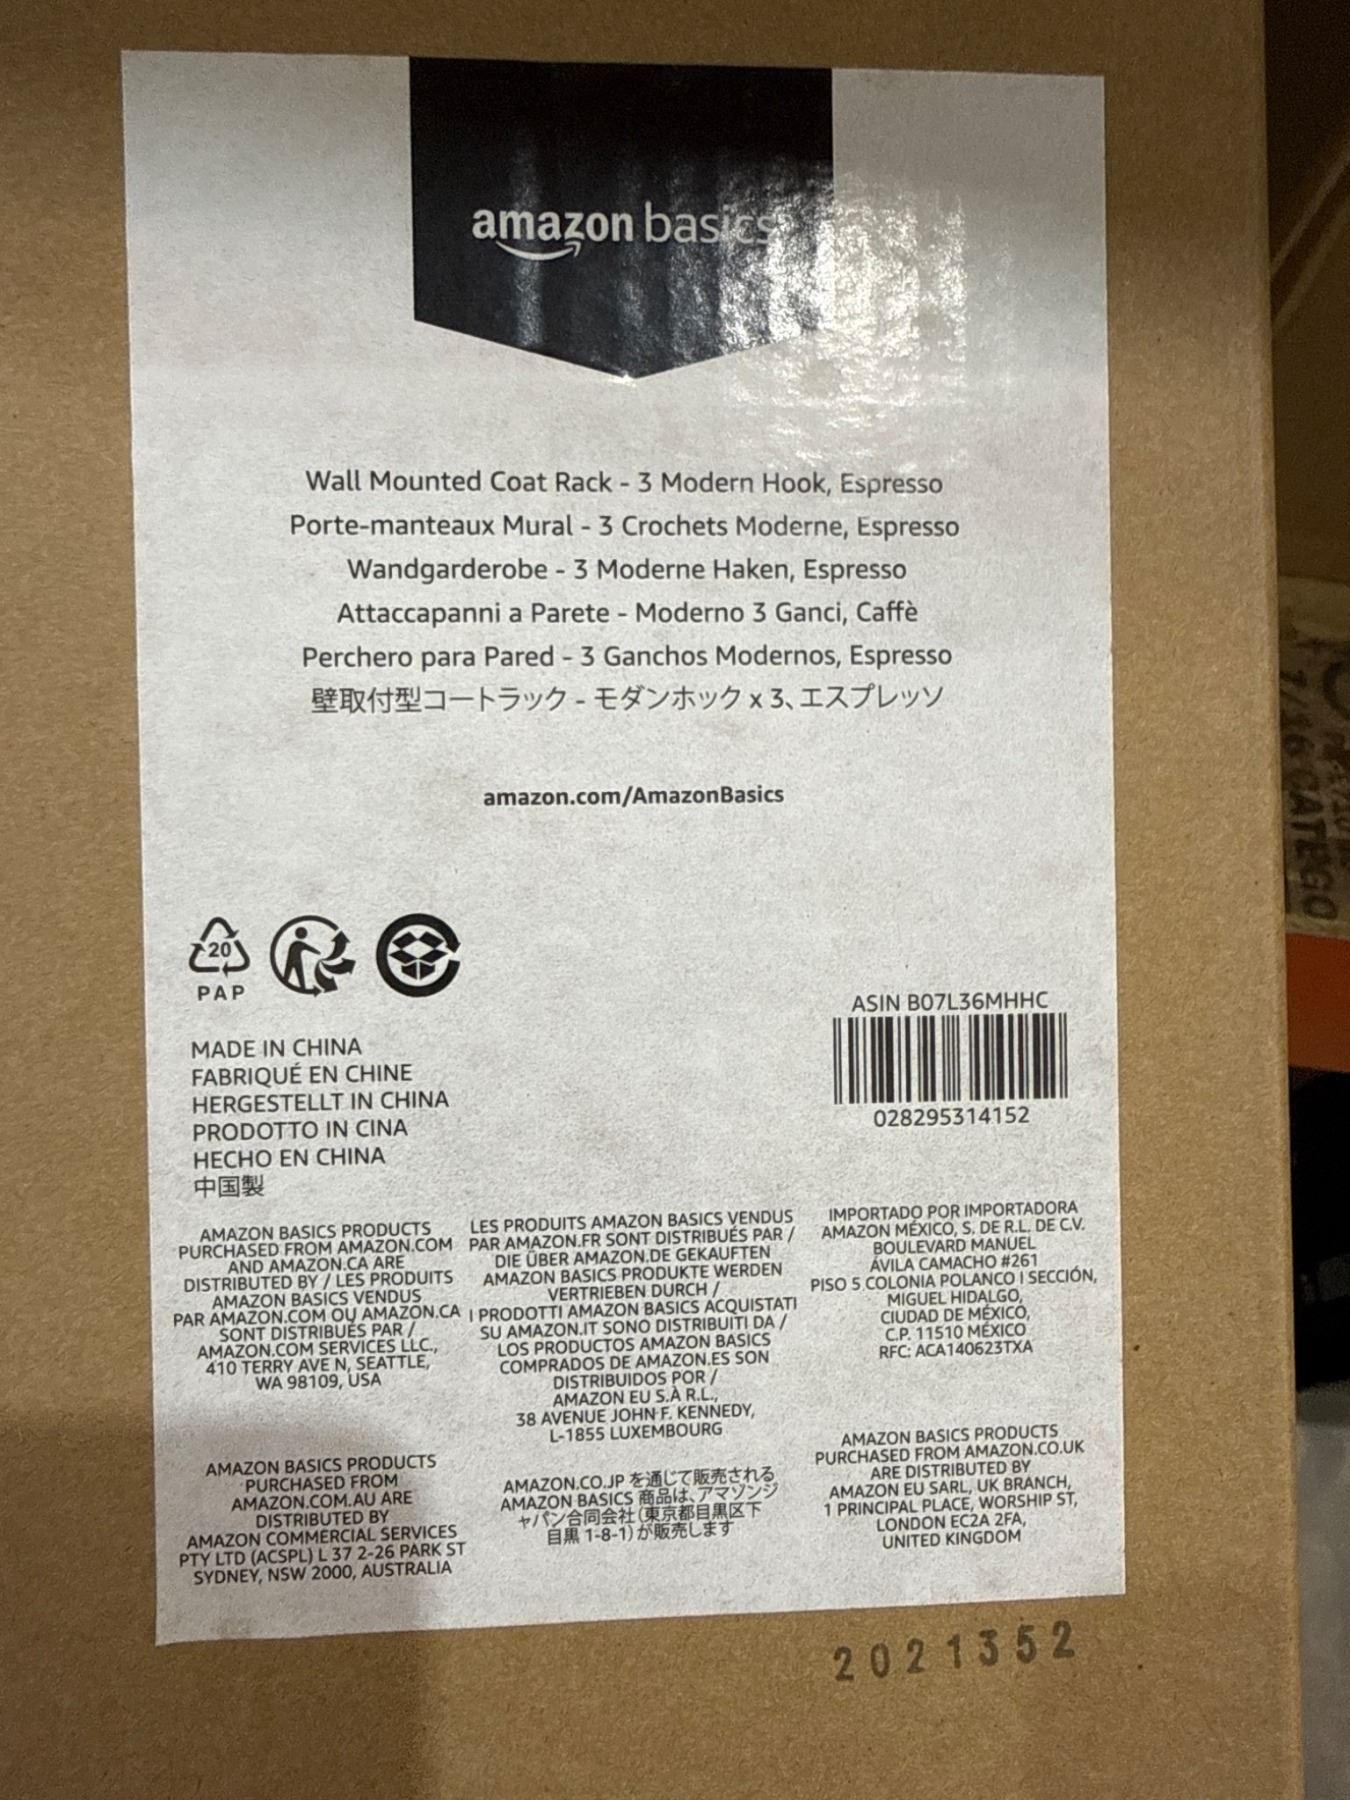 amazon basics
Wall Mounted Coat Rack - 3 Modern Hook, Espresso
Porte-manteaux Mural - 3 Crochets Moderne, Espresso
Wandgarderobe - 3 Moderne Haken, Espresso
Attaccapanni a Parete - Moderno 3 Ganci, Caffè
Perchero para Pared - 3 Ganchos Modernos, Espresso
壁取付型コートラック - モダンホック x 3、エスプレッソ
amazon.com/AmazonBasics
20
PAP
ASIN B07L36MHHC
028295314152
MADE IN CHINA
FABRIQUÉ EN CHINE
HERGESTELLT IN CHINA
PRODOTTO IN CINA
HECHO EN CHINA
中国製
AMAZON BASICS PRODUCTS
PURCHASED FROM AMAZON.COM
AND AMAZON.CA ARE
DISTRIBUTED BY / LES PRODUITS
AMAZON BASICS VENDUS
PAR AMAZON.COM OU AMAZON.CA
SONT DISTRIBUÉS PAR /
AMAZON.COM SERVICES LLC.,
410 TERRY AVE N, SEATTLE,
WA 98109, USA
LES PRODUITS AMAZON BASICS VENDUS
PAR AMAZON.FR SONT DISTRIBUÉS PAR /
DIE ÜBER AMAZON.DE GEKAUFTEN
AMAZON BASICS PRODUKTE WERDEN
VERTRIEBEN DURCH /
I PRODOTTI AMAZON BASICS ACQUISTATI
SU AMAZON.IT SONO DISTRIBUITI DA /
LOS PRODUCTOS AMAZON BASICS
COMPRADOS DE AMAZON.ES SON
DISTRIBUIDOS POR /
AMAZON EU S.À R.L.,
38 AVENUE JOHN F. KENNEDY,
L-1855 LUXEMBOURG
IMPORTADO POR IMPORTADORA
AMAZON MÉXICO, S. DE R.L. DE C.V.
BOULEVARD MANUEL
ÁVILA CAMACHO #261
PISO 5 COLONIA POLANCO I SECCIÓN,
MIGUEL HIDALGO,
CIUDAD DE MÉXICO,
C.P. 11510 MÉXICO
RFC: ACA140623TXA
AMAZON BASICS PRODUCTS
PURCHASED FROM
AMAZON.COM.AU ARE
DISTRIBUTED BY
AMAZON COMMERCIAL SERVICES
PTY LTD (ACSPL) L 37 2-26 PARK ST
SYDNEY, NSW 2000, AUSTRALIA
AMAZON.CO.JP を通じて販売される
AMAZON BASICS 商品は、アマゾンジ
ャパン合同会社（東京都目黒区下
目黒 1-8-1）が販売します
AMAZON BASICS PRODUCTS
PURCHASED FROM AMAZON.CO.UK
ARE DISTRIBUTED BY
AMAZON EU SARL, UK BRANCH,
1 PRINCIPAL PLACE, WORSHIP ST,
LONDON EC2A 2FA,
UNITED KINGDOM
2021352